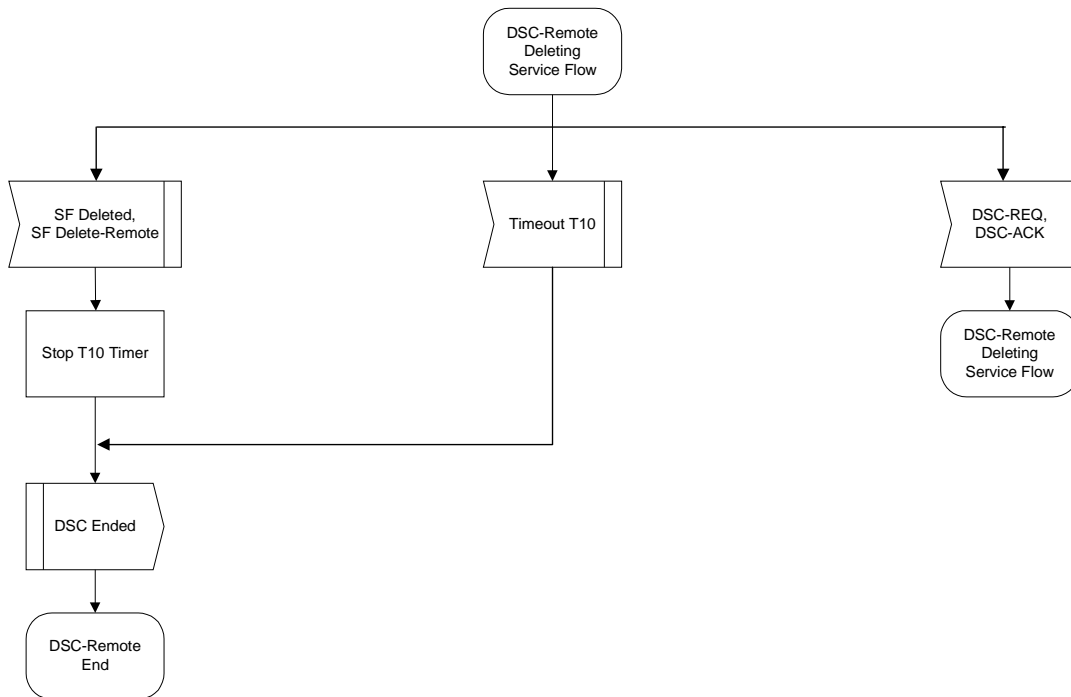 DSC-Remote
Deleting
Service Flow
SF Deleted,
SF Delete-Remote
Timeout T10
DSC-REQ,
DSC-ACK
Stop T10 Timer
DSC-Remote
Deleting
Service Flow
DSC Ended
DSC-Remote
End